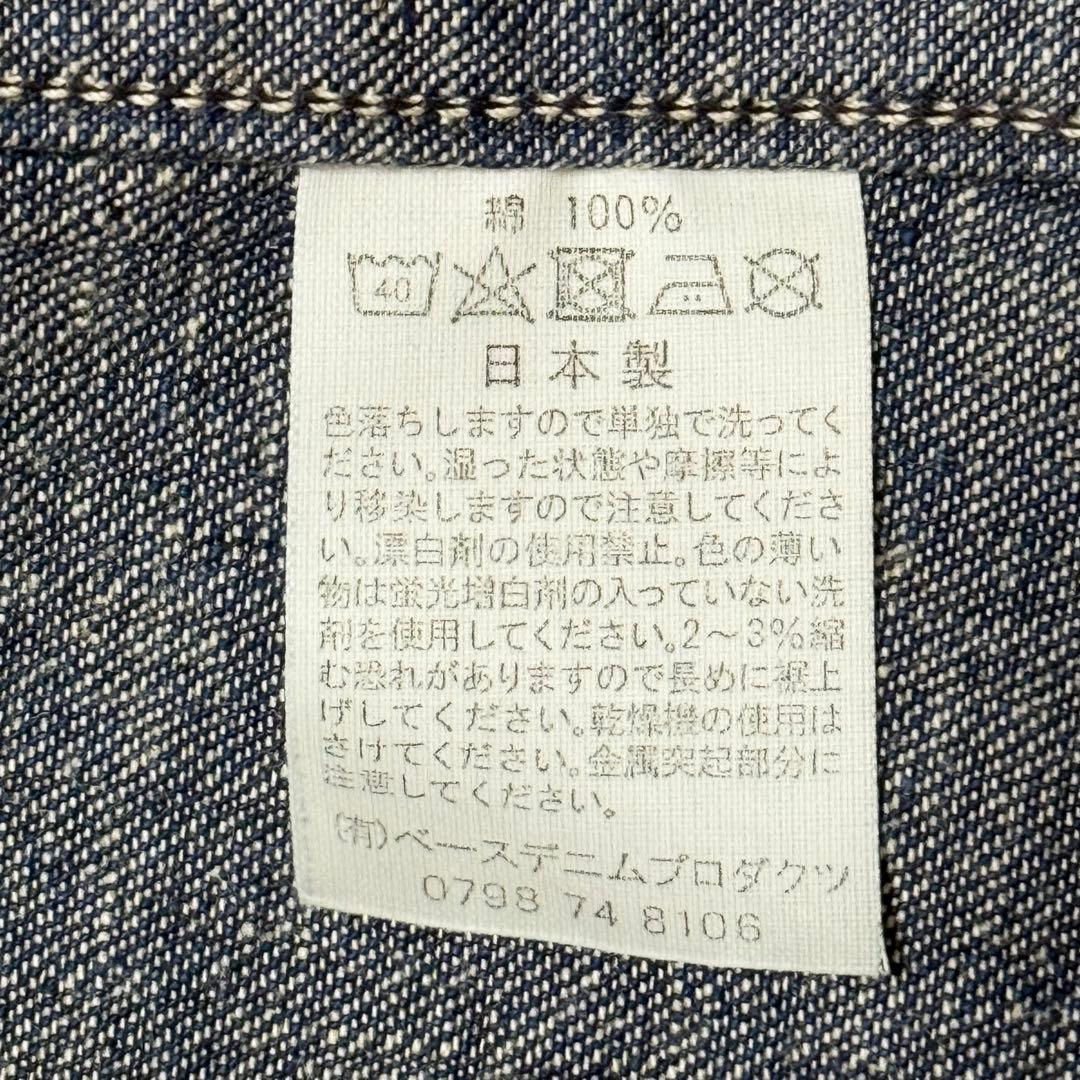 綿 100%
40
日本製
色落ちしますので単独で洗ってく
ださい。湿った状態や摩擦等によ
り移染しますので注意してくださ
い。漂白剤の使用禁止。色の薄い
物は蛍光増白剤の入っていない洗
剤を使用してください。2～3%縮
む恐れがありますので長めに裾上
げしてください。乾燥機の使用は
さけてください。金属突起部分に
注意してください。
(有)ベースデニムプロダクツ
0798 74 8106